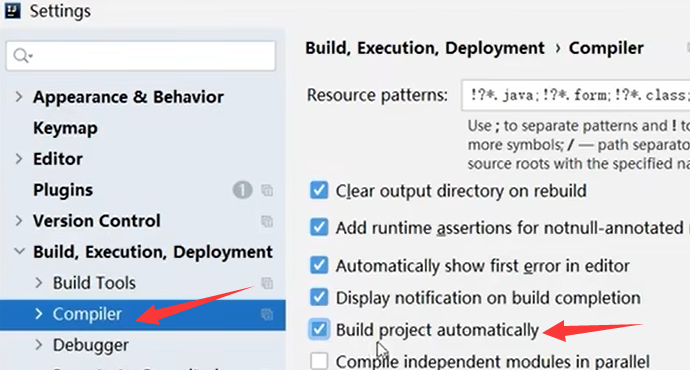 Settings
Build, Execution, Deployment › Compiler
Appearance & Behavior
Keymap
Editor
Plugins 1
Version Control
Build, Execution, Deployment
Build Tools
Compiler
Debugger
Resource patterns: !?*.java;!?*.form;!?*.class;
Use ; to separate patterns and ! to
more symbols; / — path separato
source roots with the specified na
Clear output directory on rebuild
Add runtime assertions for notnull-annotated
Automatically show first error in editor
Display notification on build completion
Build project automatically
Compile independent modules in parallel